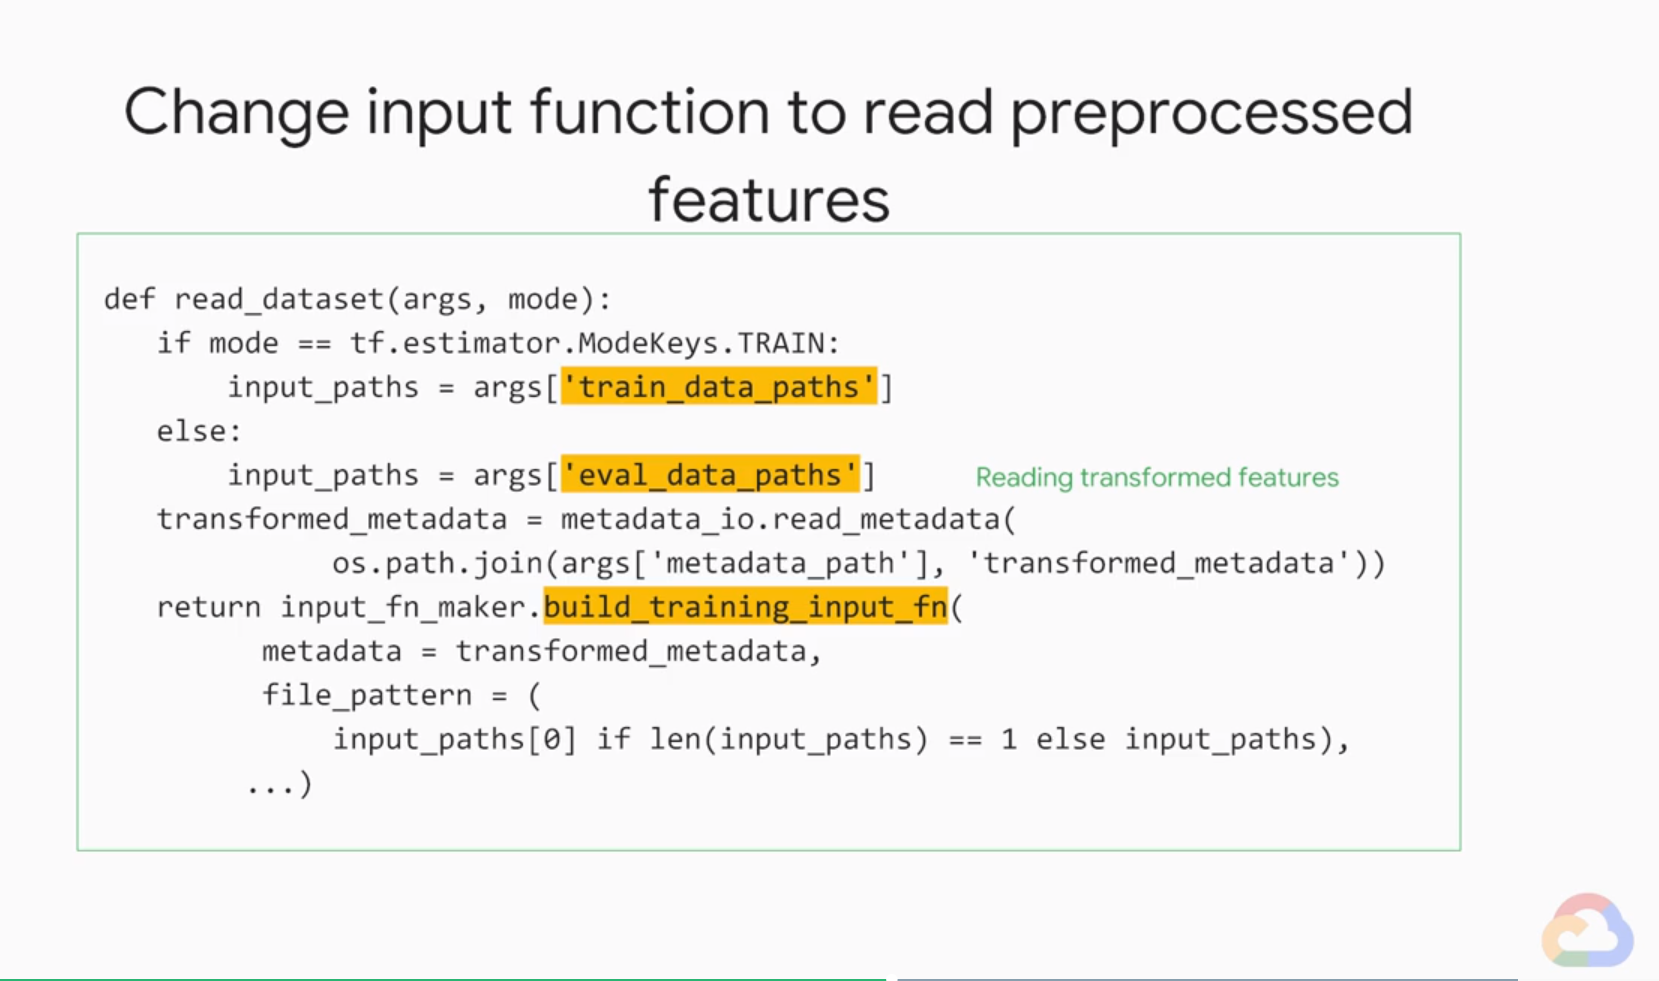 Change input function to read preprocessed
features
def read_dataset(args, mode):
if mode == tf.estimator.ModeKeys.TRAIN:
input_paths = args['train_data_paths']
else:
input_paths = args['eval_data_paths']
Reading transformed features
transformed_metadata = metadata_io.read_metadata(
os.path.join(args['metadata_path'], 'transformed_metadata'))
return input_fn_maker.build_training_input_fn(
metadata = transformed_metadata,
file_pattern = (
input_paths[0] if len(input_paths) == 1 else input_paths),
...)